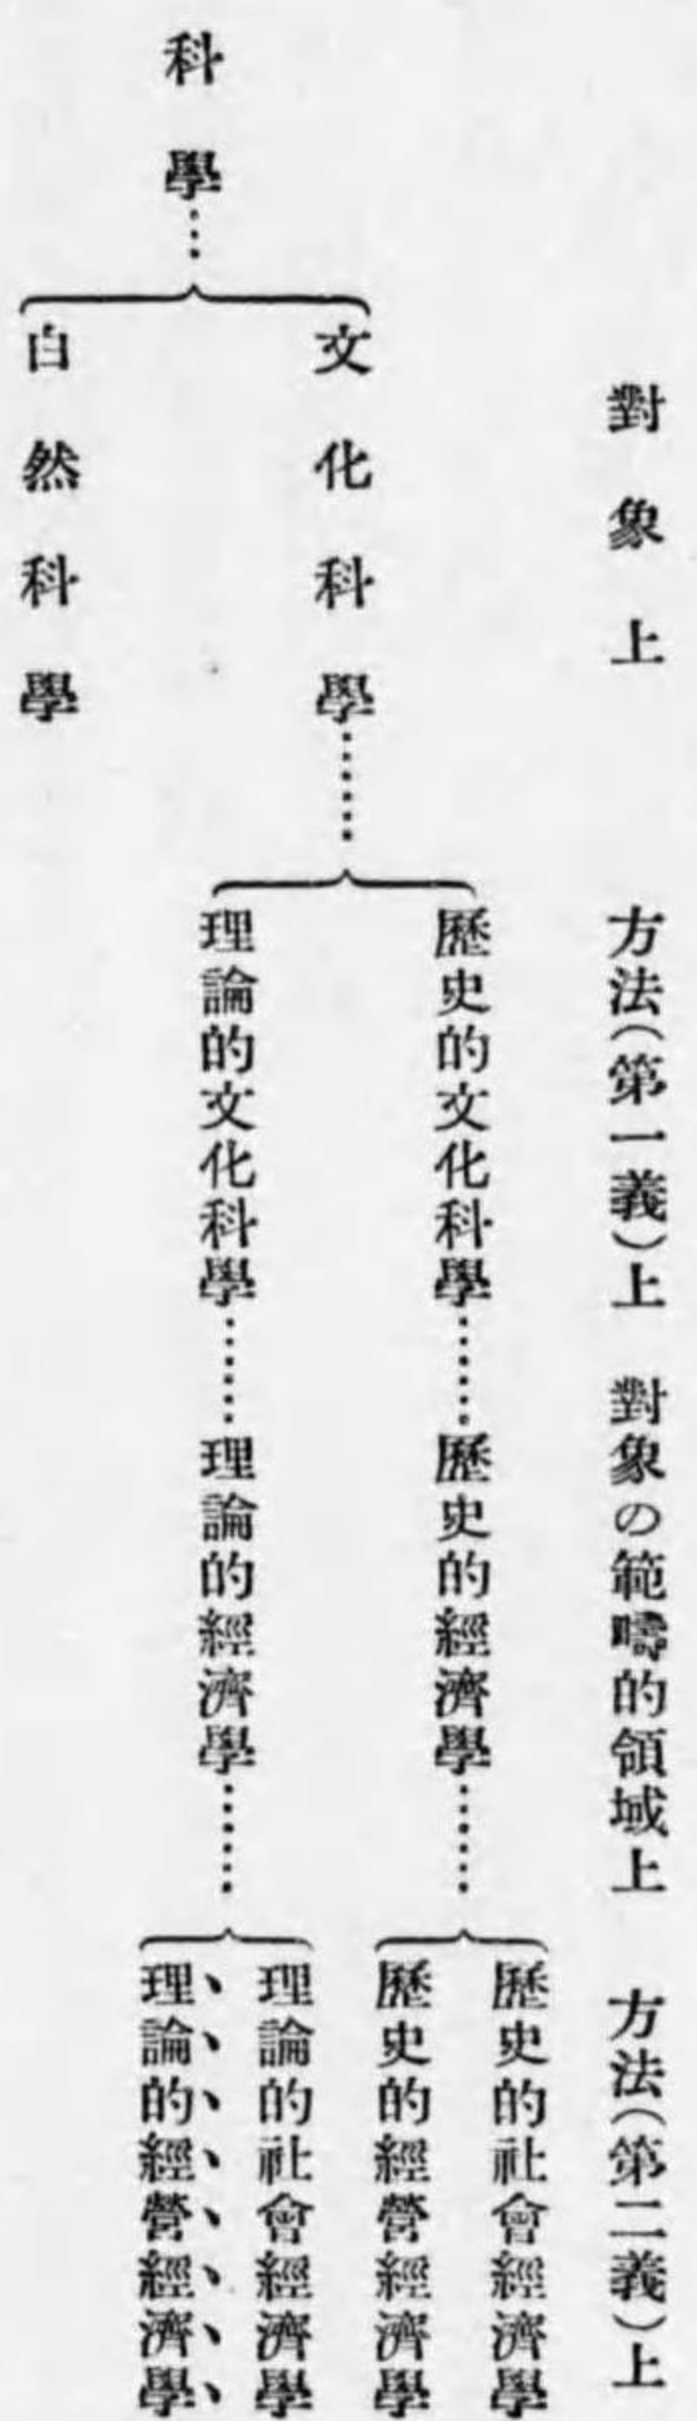 對象上　方法（第一義）上　對象の範疇的領域上　方法（第二義）上
歷史的社會經濟學
歷史的文化科學……歷史的經濟學……
歷史的經營經濟學
文化科學……
理論的社會經濟學
理論的文化科學……理論的經濟學……
理論的經營經濟學
科學…
自然科學